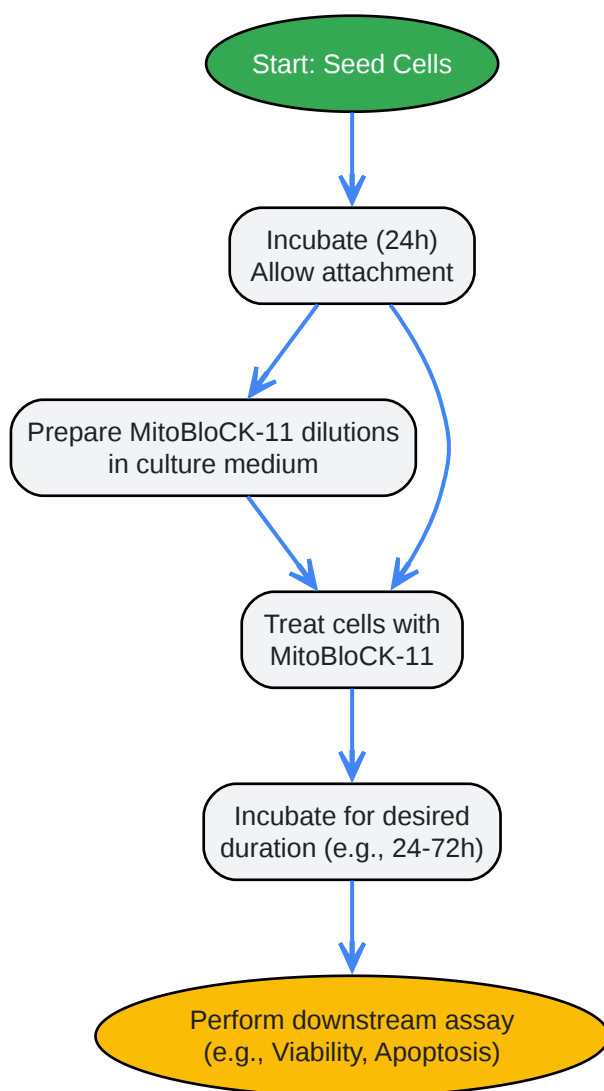 Start: Seed Cells
Incubate (24h)
Allow attachment
Prepare MitoBloCK-11 dilutions
in culture medium
Treat cells with
MitoBloCK-11
Incubate for desired
duration (e.g., 24-72h)
Perform downstream assay
(e.g., Viability, Apoptosis)